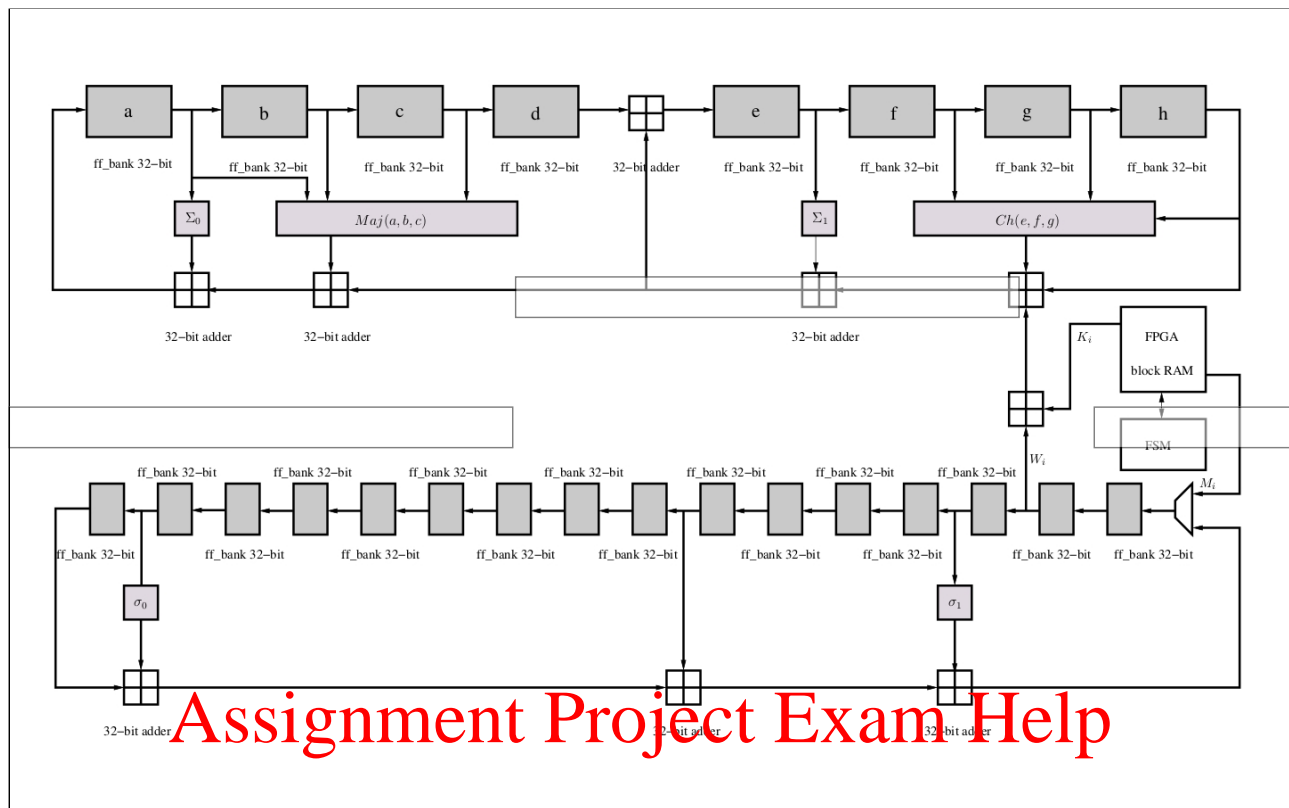 a b c d e f g h
ff_bank 32-bit ff_bank 32-bit ff_bank 32-bit ff_bank 32-bit 32-bit adder ff_bank 32-bit ff_bank 32-bit ff_bank 32-bit ff_bank 32-bit
Σ₀ Maj(a, b, c) Σ₁ Ch(e, f, g)
32-bit adder 32-bit adder 32-bit adder Kᵢ FPGA
block RAM
FSM
Wᵢ
ff_bank 32-bit ff_bank 32-bit ff_bank 32-bit ff_bank 32-bit ff_bank 32-bit ff_bank 32-bit ff_bank 32-bit
Mᵢ
ff_bank 32-bit ff_bank 32-bit ff_bank 32-bit ff_bank 32-bit ff_bank 32-bit ff_bank 32-bit ff_bank 32-bit ff_bank 32-bit ff_bank 32-bit
σ₀ σ₁
32-bit adder 32-bit adder 32-bit adder
Assignment Project Exam Help